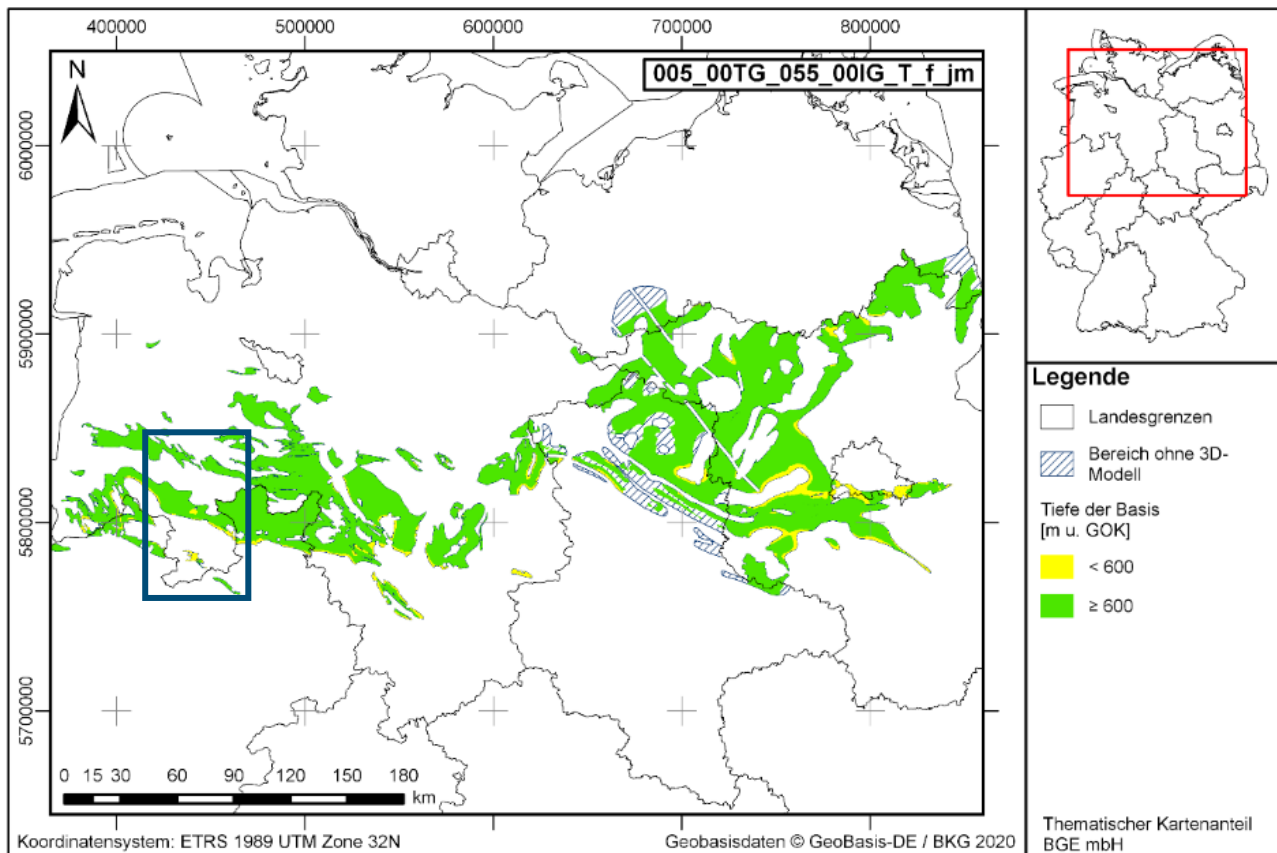 400000 500000 600000 700000 800000
N
005_00TG_055_00IG_T_f_jm
6000000
5900000
5800000
5700000
0 15 30 60 90 120 150 180
km
Koordinatensystem: ETRS 1989 UTM Zone 32N
Geobasisdaten © GeoBasis-DE / BKG 2020
Legende
Landesgrenzen
Bereich ohne 3D-
Modell
Tiefe der Basis
[m u. GOK]
< 600
≥ 600
Thematischer Kartenanteil
BGE mbH